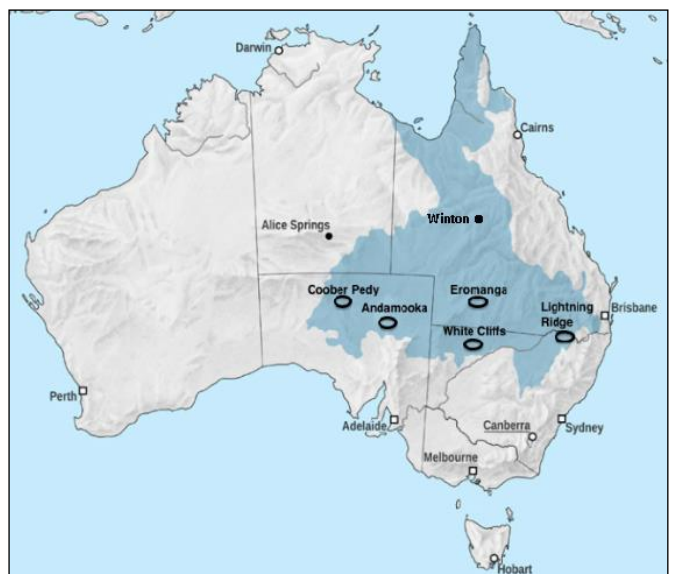 Darwin
Cairns
Winton
Alice Springs
Coober Pedy
Eromanga
Andamooka
Lightning
Ridge
Brisbane
White Cliffs
Perth
Adelaide
Canberra
Sydney
Melbourne
Hobart